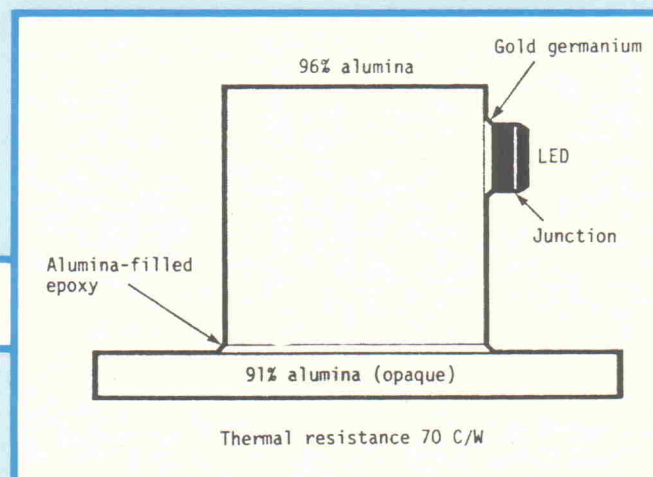 Gold germanium
96% alumina
LED
Junction
Alumina-filled
epoxy
91% alumina (opaque)
Thermal resistance 70 C/W